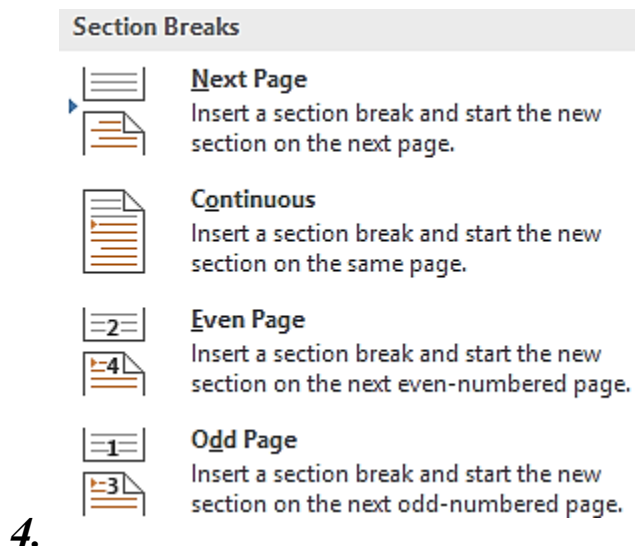 Section Breaks
Next Page
Insert a section break and start the new
section on the next page.
Continuous
Insert a section break and start the new
section on the same page.
2
Even Page
4
Insert a section break and start the new
section on the next even-numbered page.
1
Odd Page
3
Insert a section break and start the new
section on the next odd-numbered page.
4.